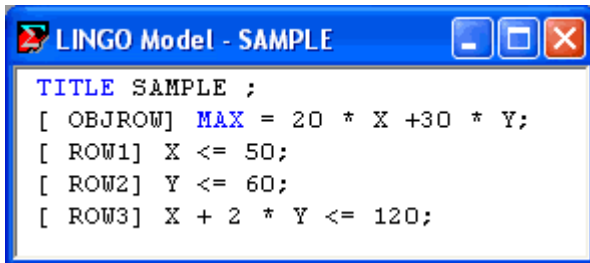 LINGO Model - SAMPLE
TITLE SAMPLE ;
[ OBJROW] MAX = 20 * X +30 * Y;
[ ROW1] X <= 50;
[ ROW2] Y <= 60;
[ ROW3] X + 2 * Y <= 120;